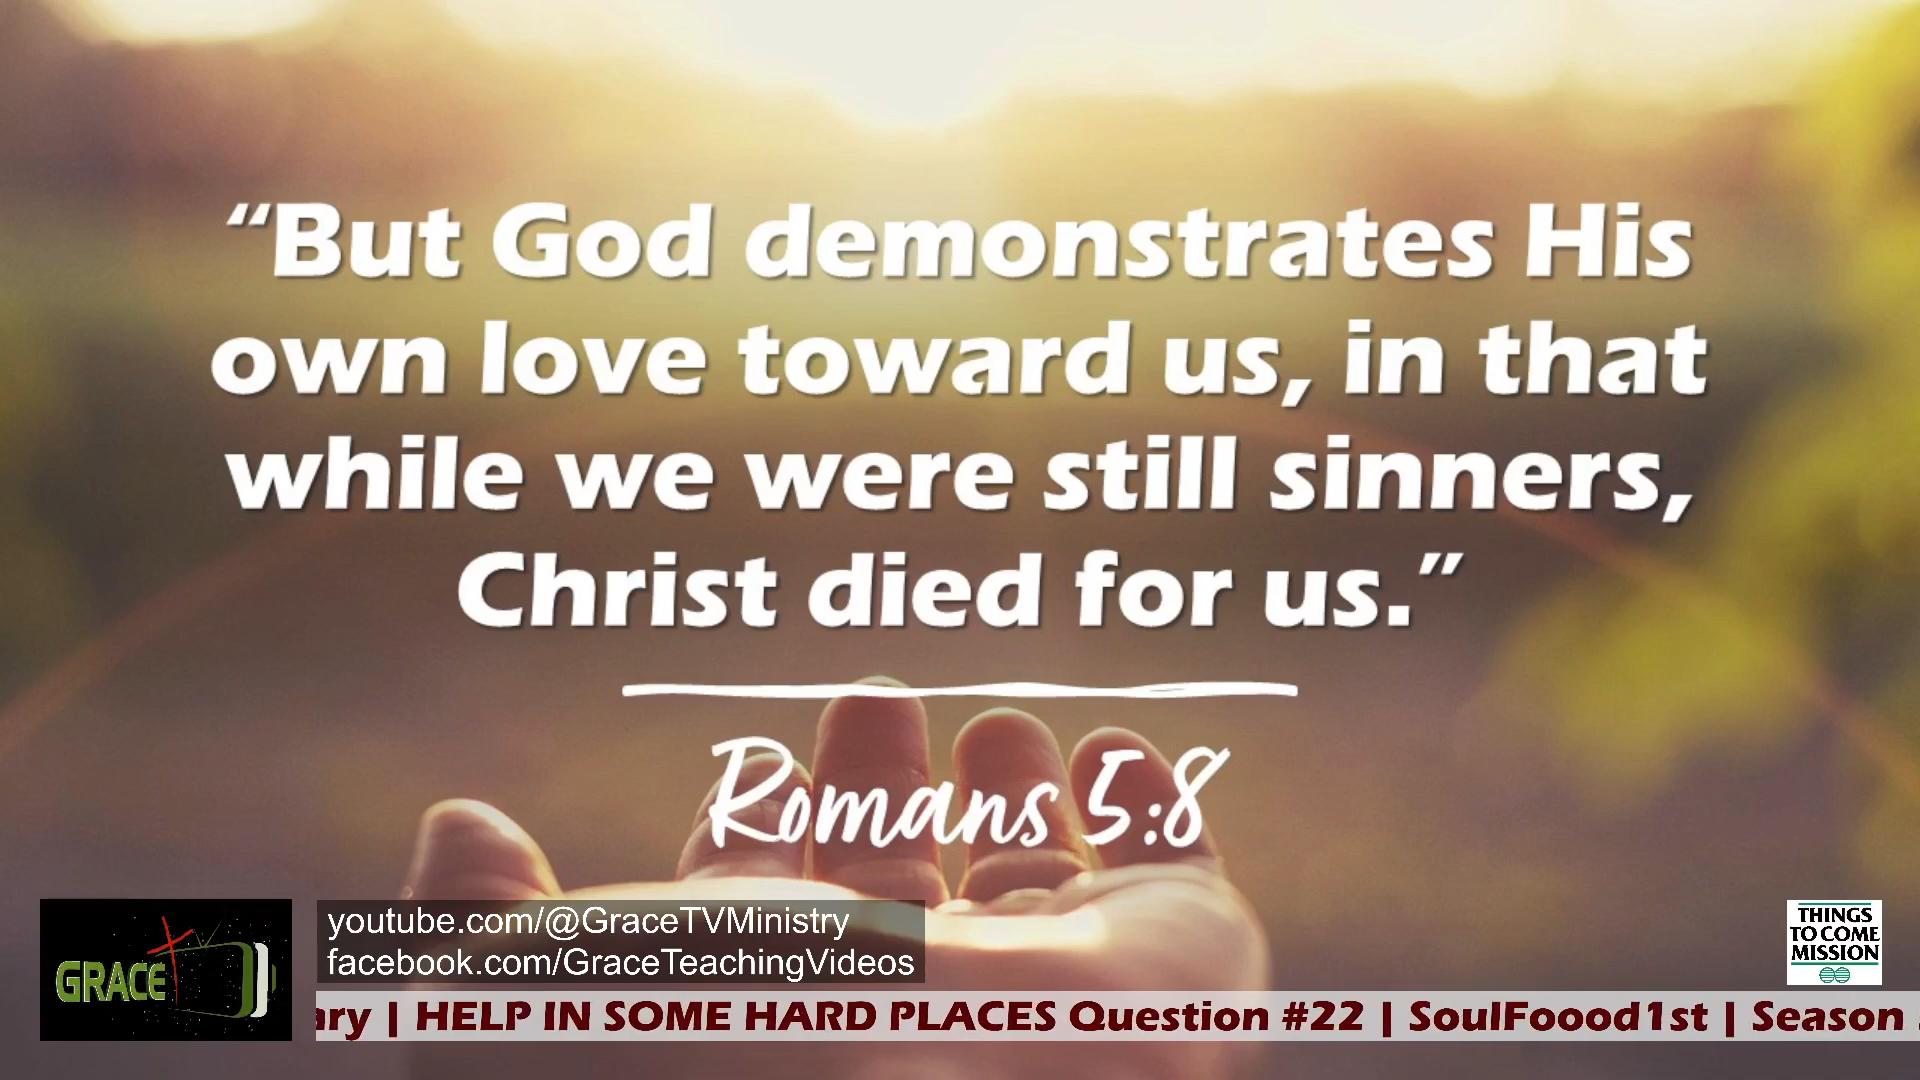 “But God demonstrates His
own love toward us, in that
while we were still sinners,
Christ died for us.”
Romans 5:8
GRACE
youtube.com/@GraceTVMinistry
facebook.com/GraceTeachingVideos
THINGS
TO COME
MISSION
ary | HELP IN SOME HARD PLACES Question #22 | SoulFoood1st | Season